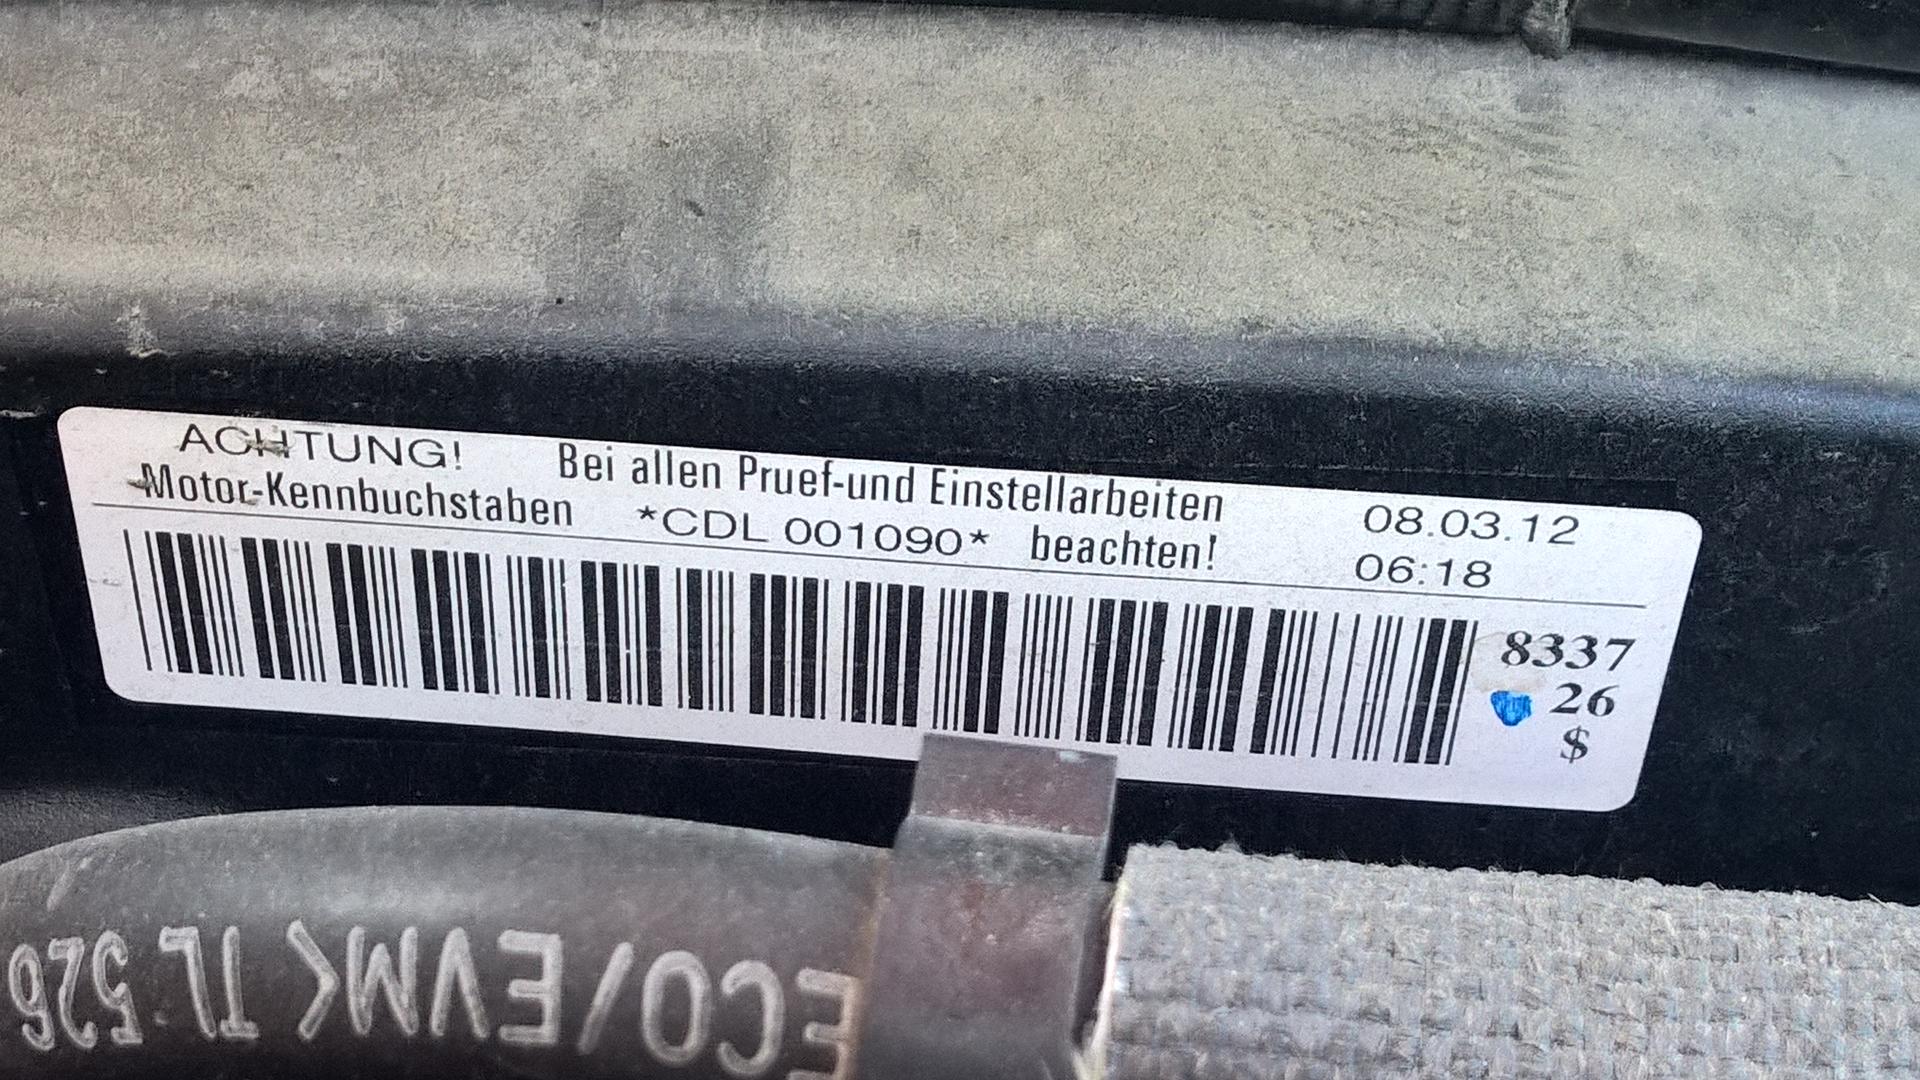 ACHTUNG! Bei allen Pruef-und Einstellarbeiten 08.03.12
Motor-Kennbuchstaben *CDL 001090* beachten! 06:18
8337
26
$
ECO/EVM< TL 526